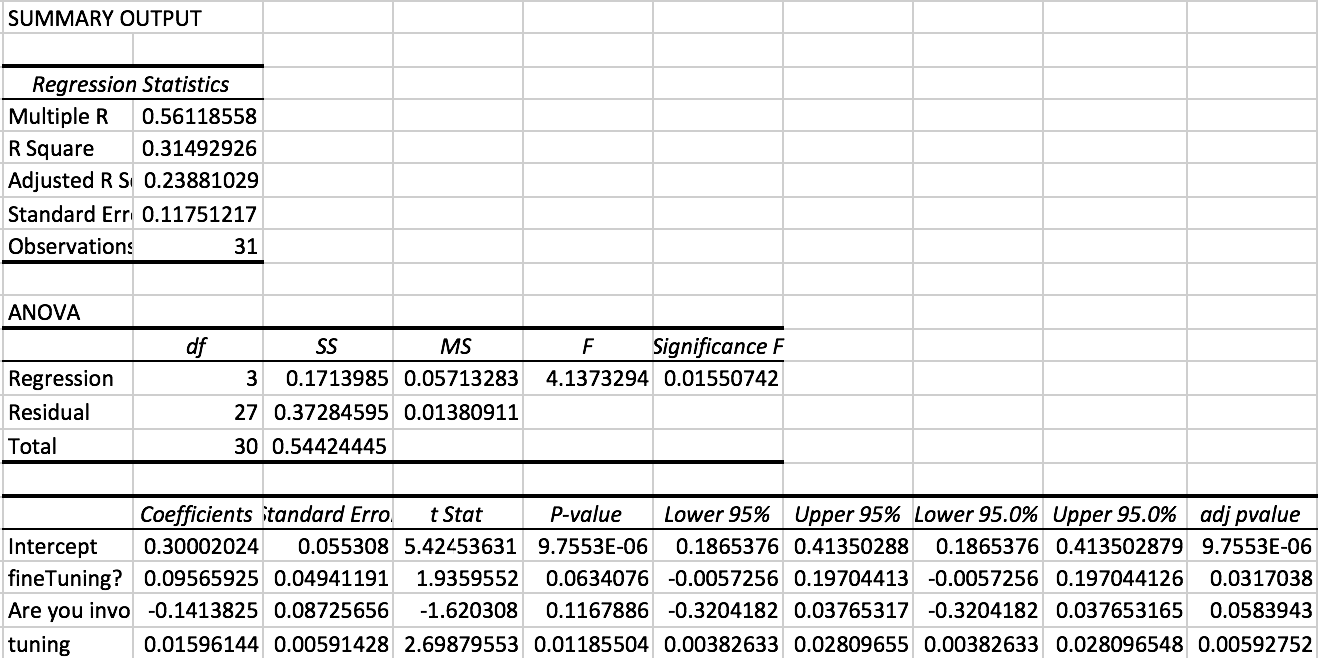 SUMMARY OUTPUT
Regression Statistics
Multiple R 0.56118558
R Square 0.31492926
Adjusted R S 0.23881029
Standard Err 0.11751217
Observations 31
ANOVA
df SS MS F Significance F
Regression 3 0.1713985 0.05713283 4.1373294 0.01550742
Residual 27 0.37284595 0.01380911
Total 30 0.54424445
Coefficients Standard Erro t Stat P-value Lower 95% Upper 95% Lower 95.0% Upper 95.0% adj pvalue
Intercept 0.30002024 0.055308 5.42453631 9.7553E-06 0.1865376 0.41350288 0.1865376 0.413502879 9.7553E-06
fineTuning? 0.09565925 0.04941191 1.9359552 0.0634076 -0.0057256 0.19704413 -0.0057256 0.197044126 0.0317038
Are you invo -0.1413825 0.08725656 -1.620308 0.1167886 -0.3204182 0.03765317 -0.3204182 0.037653165 0.0583943
tuning 0.01596144 0.00591428 2.69879553 0.01185504 0.00382633 0.02809655 0.00382633 0.028096548 0.00592752